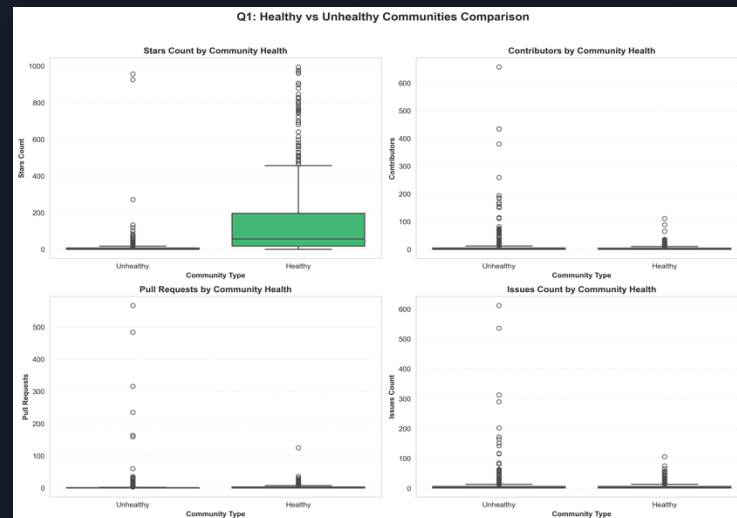 Q1: Healthy vs Unhealthy Communities Comparison
Stars Count by Community Health
1000
800
600
400
200
0
Stars Count
Unhealthy
Healthy
Community Type
Contributors by Community Health
600
500
400
300
200
100
0
Contributors
Unhealthy
Healthy
Community Type
Pull Requests by Community Health
500
400
300
200
100
0
Pull Requests
Unhealthy
Healthy
Community Type
Issues Count by Community Health
600
500
400
300
200
100
0
Issues Count
Unhealthy
Healthy
Community Type